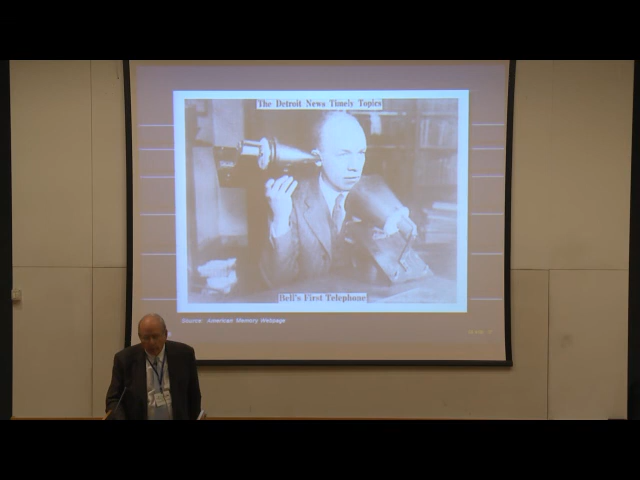 The Detroit News Timely Topics
Bell's First Telephone
Source: American Memory Webpage